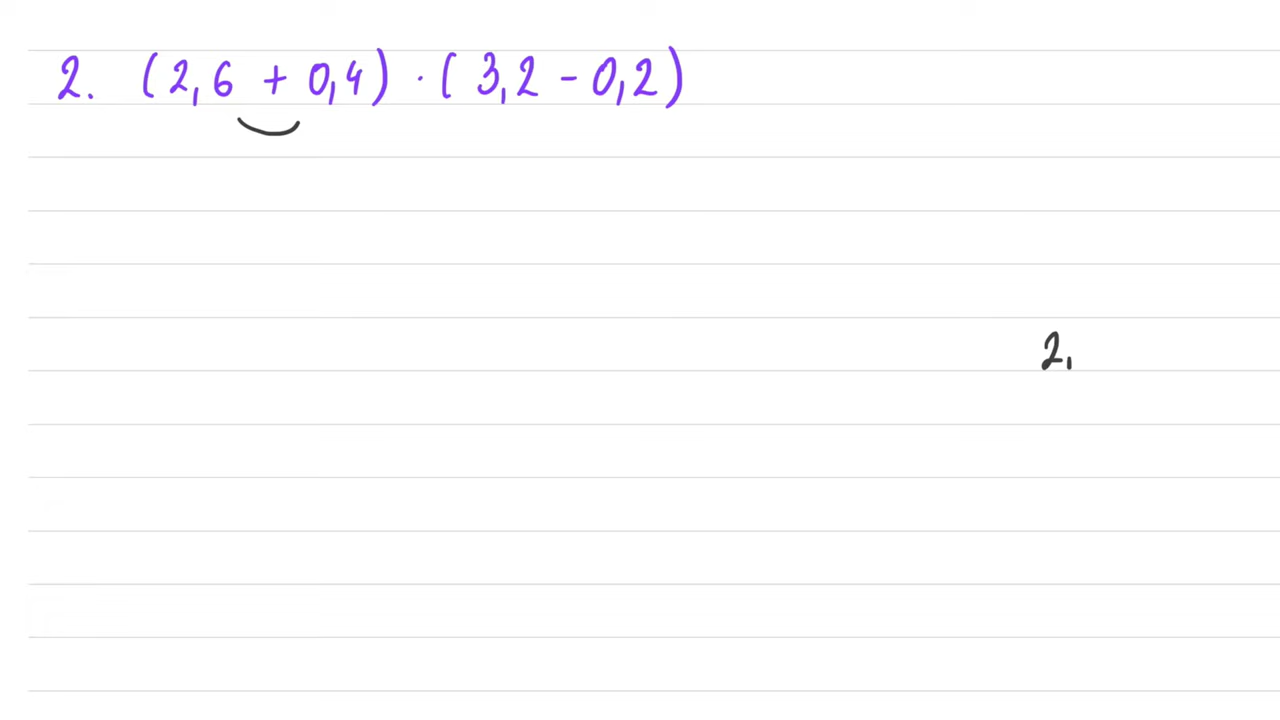 2. (2,6 + 0,4) · (3,2 - 0,2)
2,